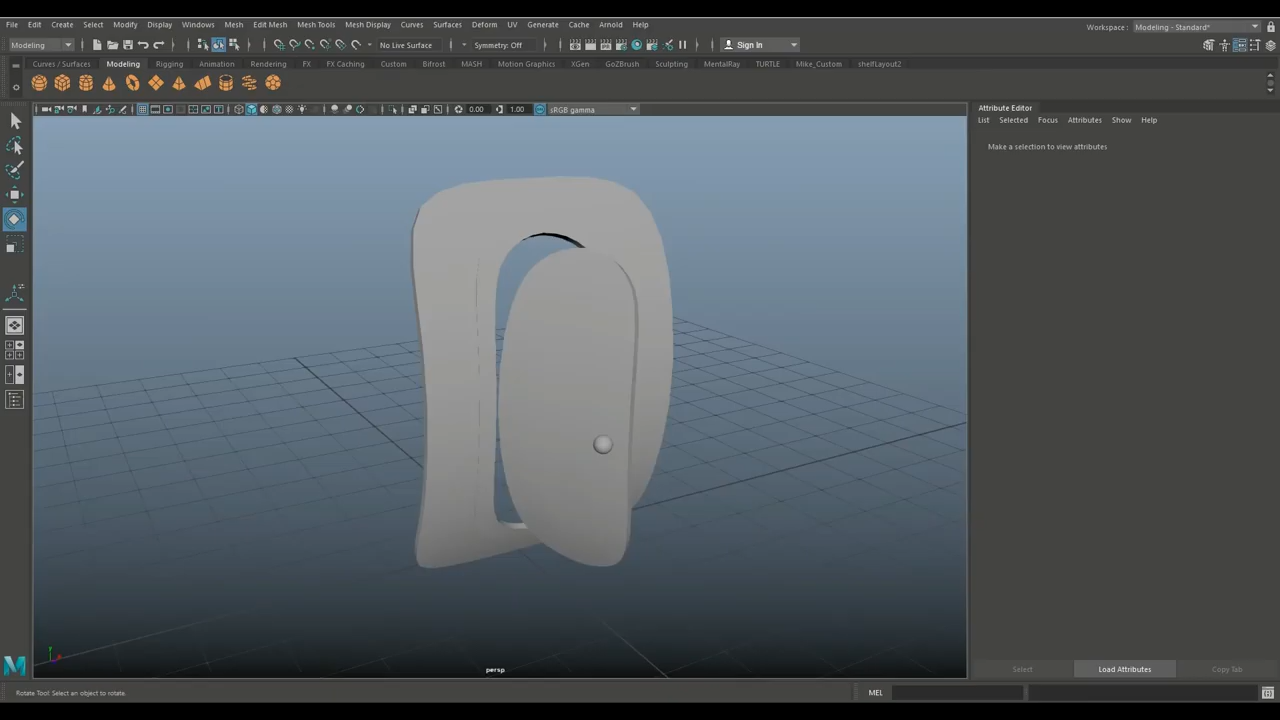 File Edit Create Select Modify Display Windows Mesh Edit Mesh Mesh Tools Mesh Display Curves Surfaces Deform UV Generate Cache Arnold Help
Workspace : Modeling - Standard*
Modeling No Live Surface Symmetry: Off Sign In
Curves / Surfaces Modeling Rigging Animation Rendering FX FX Caching Custom Bifrost MASH Motion Graphics XGen GoZBrush Sculpting MentalRay TURTLE Mike_Custom shelfLayout2
0.00 1.00 sRGB gamma
Attribute Editor
List Selected Focus Attributes Show Help
Make a selection to view attributes
persp
Select Load Attributes Copy Tab
Rotate Tool: Select an object to rotate.
MEL